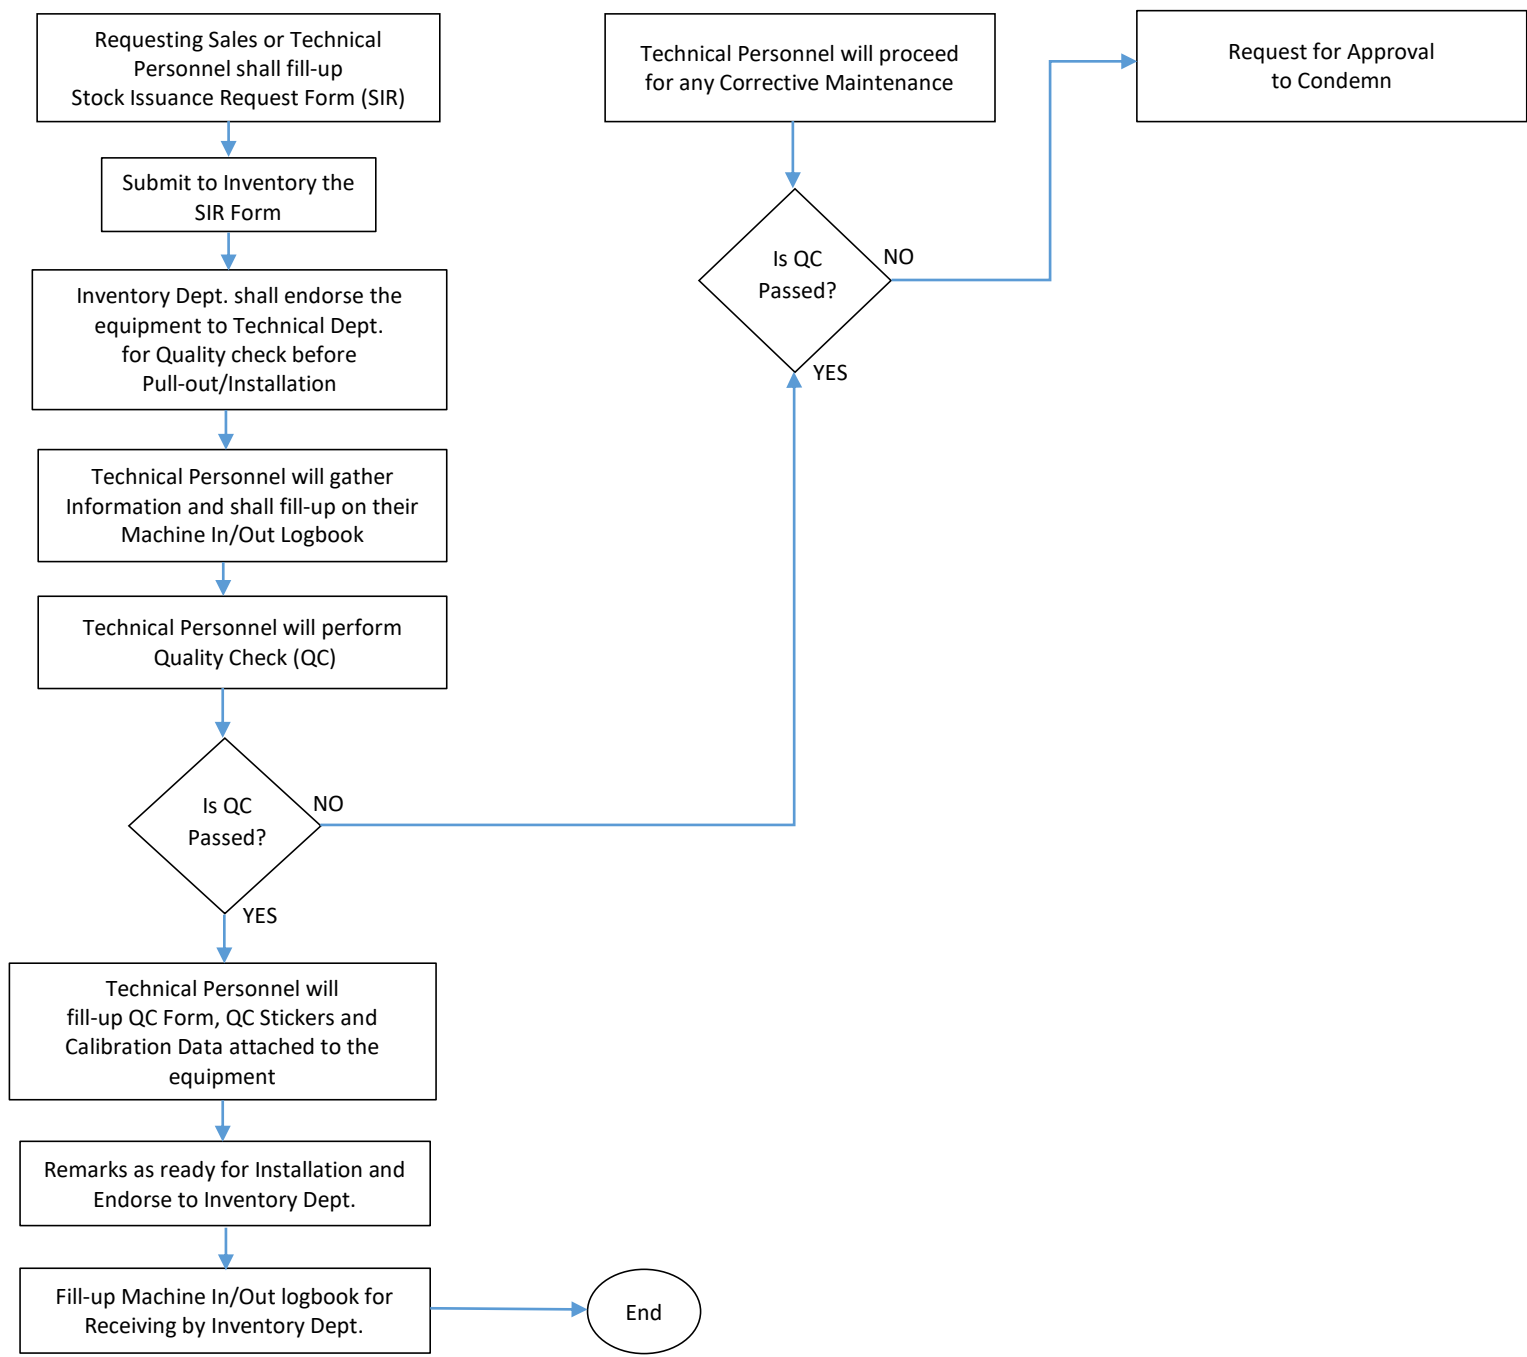 Requesting Sales or Technical
Personnel shall fill-up
Stock Issuance Request Form (SIR)
Submit to Inventory the
SIR Form
Inventory Dept. shall endorse the
equipment to Technical Dept.
for Quality check before
Pull-out/Installation
Technical Personnel will gather
Information and shall fill-up on their
Machine In/Out Logbook
Technical Personnel will perform
Quality Check (QC)
Is QC
Passed?
NO
YES
Technical Personnel will
fill-up QC Form, QC Stickers and
Calibration Data attached to the
equipment
Remarks as ready for Installation and
Endorse to Inventory Dept.
Fill-up Machine In/Out logbook for
Receiving by Inventory Dept.
End
Technical Personnel will proceed
for any Corrective Maintenance
Is QC
Passed?
NO
YES
Request for Approval
to Condemn